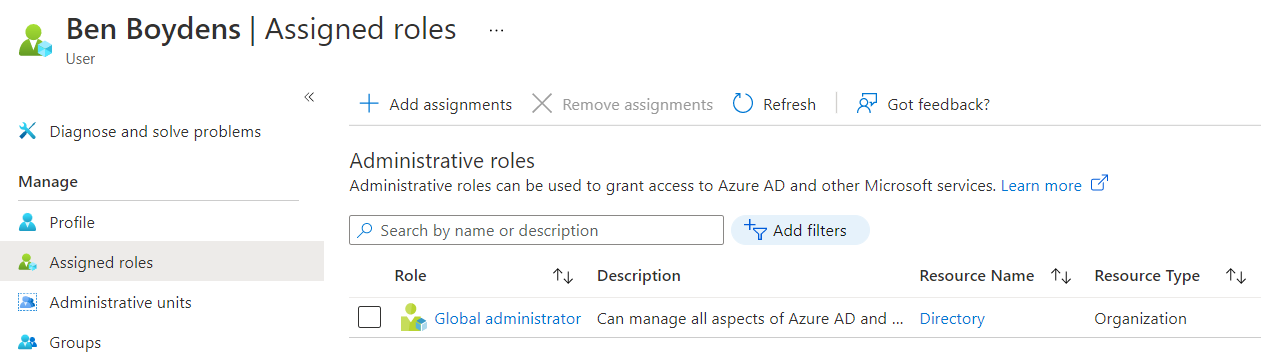 Ben Boydens | Assigned roles ...
User
«
Diagnose and solve problems
Manage
Profile
Assigned roles
Administrative units
Groups
Add assignments Remove assignments Refresh Got feedback?
Administrative roles
Administrative roles can be used to grant access to Azure AD and other Microsoft services. Learn more
Search by name or description Add filters
Role Description Resource Name Resource Type
Global administrator Can manage all aspects of Azure AD and ... Directory Organization